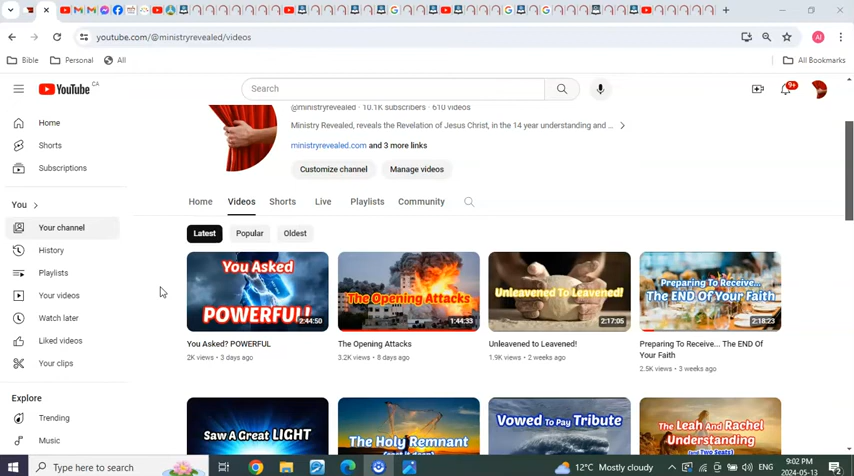 youtube.com/@ministryrevealed/videos
AI
Bible
Personal
All
All Bookmarks
YouTube CA
Search
9+
@ministryrevealed • 10.1K subscribers • 610 videos
Ministry Revealed, reveals the Revelation of Jesus Christ, in the 14 year understanding and ...
ministryrevealed.com and 3 more links
Customize channel
Manage videos
Home
Videos
Shorts
Live
Playlists
Community
Latest
Popular
Oldest
Home
Shorts
Subscriptions
You
Your channel
History
Playlists
Your videos
Watch later
Liked videos
Your clips
Explore
Trending
Music
You Asked
POWERFUL!
2:44:50
The Opening Attacks
1:44:33
Unleavened To Leavened!
2:17:05
Preparing To Receive...
The END Of Your Faith
2:18:23
You Asked? POWERFUL
2K views • 3 days ago
The Opening Attacks
3.2K views • 8 days ago
Unleavened to Leavened!
1.9K views • 2 weeks ago
Preparing To Receive... The END Of
Your Faith
2.5K views • 3 weeks ago
Saw A Great LIGHT
The Holy Remnant
Vowed To Pay Tribute
The Leah And Rachel
Understanding
(and Two Seats)
Type here to search
12°C Mostly cloudy
ENG
9:02 PM
2024-05-13
2